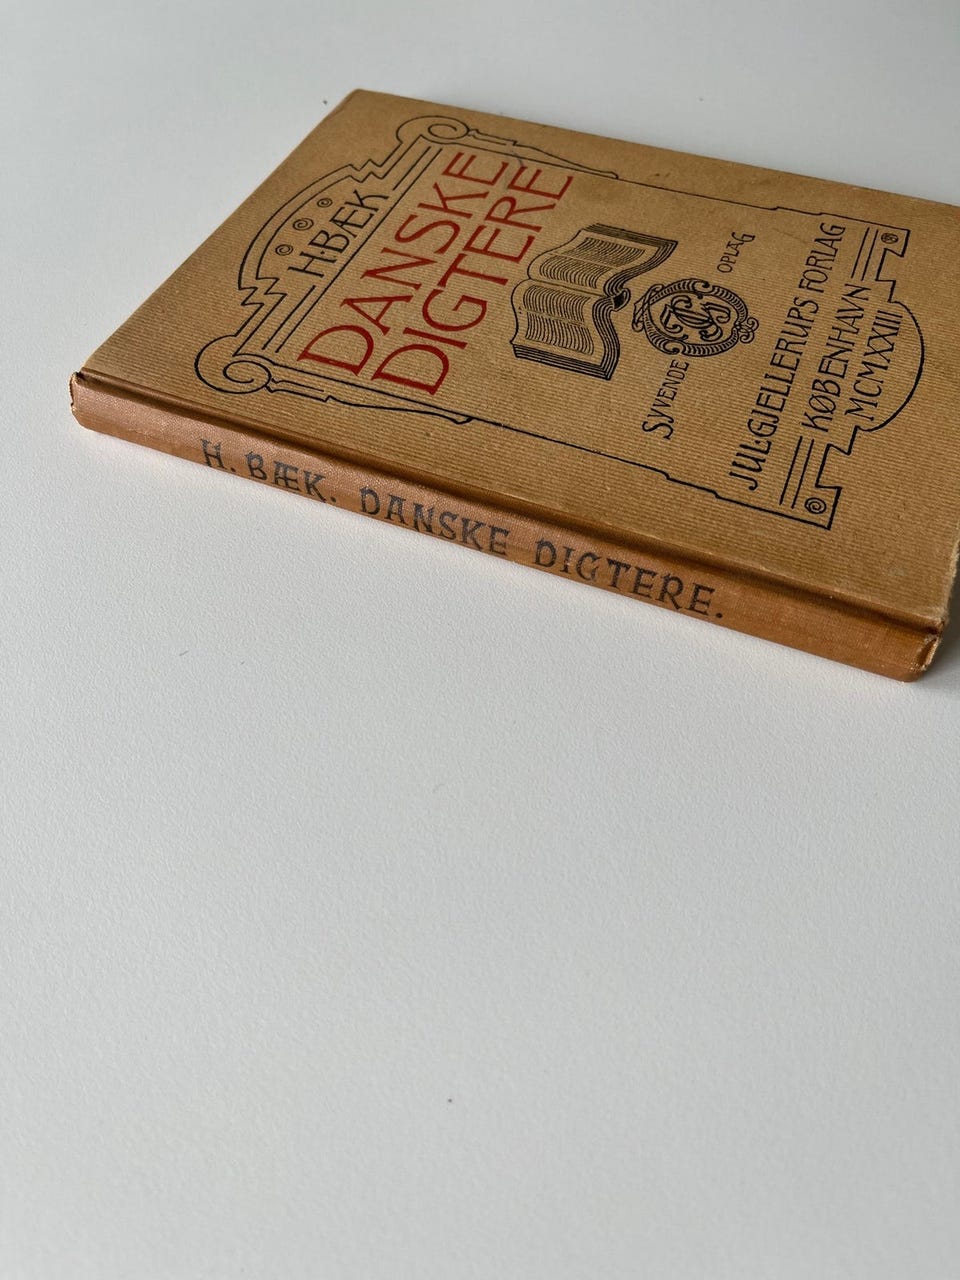 H. BÆK
DANSKE
DIGTERE
SYVENDE OPLAG
JUL. GJELLERUPS FORLAG
KØBENHAVN
MCMXXIII
H. BÆK. DANSKE DIGTERE.